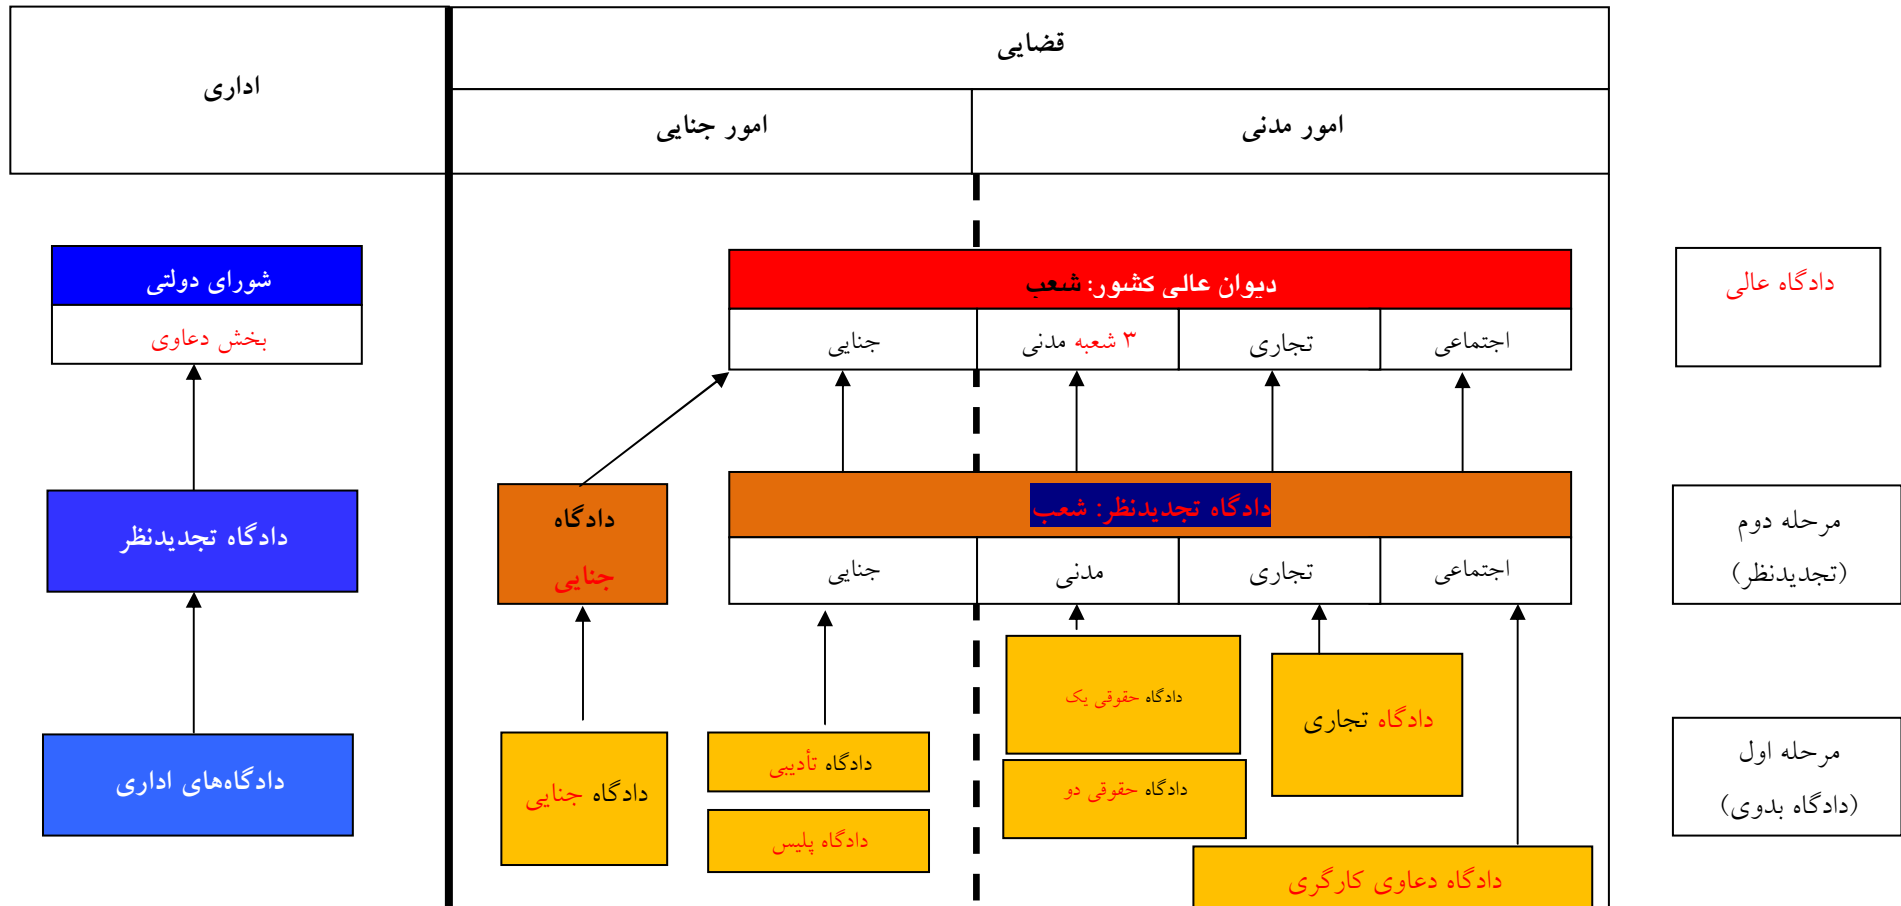 قضایی
اداری
امور مدنی
امور جنایی
دادگاه عالی
دیوان عالی کشور: شعب
اجتماعی
تجاری
۳ شعبه مدنی
جنایی
شورای دولتی
بخش دعاوی
مرحله دوم
(تجدیدنظر)
دادگاه تجدیدنظر: شعب
اجتماعی
تجاری
مدنی
جنایی
دادگاه
جنایی
دادگاه تجدیدنظر
مرحله اول
(دادگاه بدوی)
دادگاه تجاری
دادگاه حقوقی یک
دادگاه حقوقی دو
دادگاه دعاوی کارگری
دادگاه تأدیبی
دادگاه پلیس
دادگاه جنایی
دادگاه‌های اداری